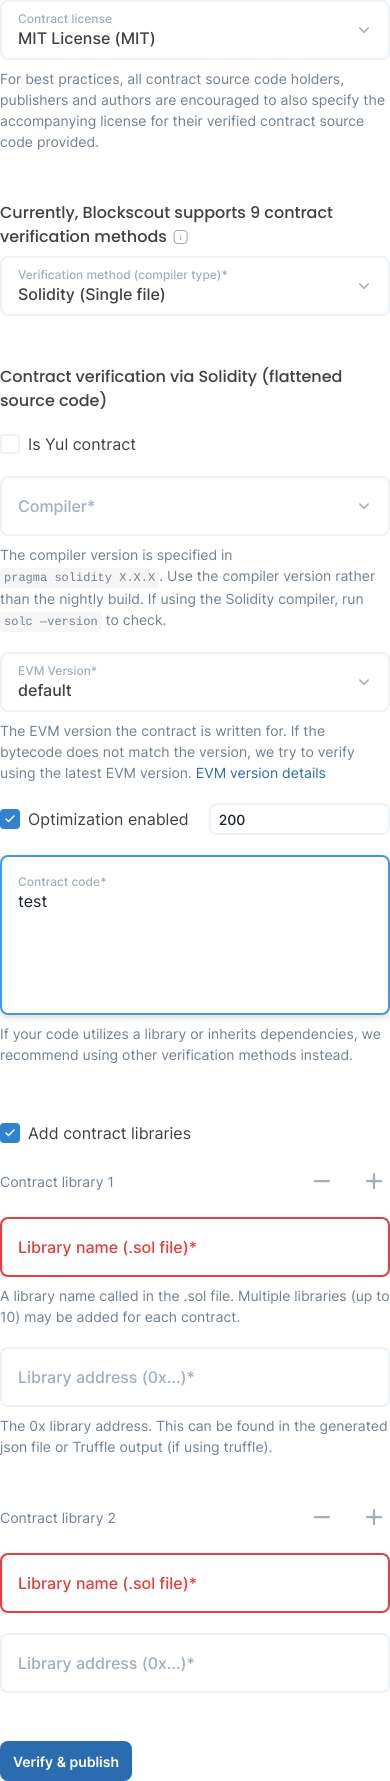 Contract license
MIT License (MIT)
For best practices, all contract source code holders,
publishers and authors are encouraged to also specify the
accompanying license for their verified contract source
code provided.
Currently, Blockscout supports 9 contract
verification methods
Verification method (compiler type)*
Solidity (Single file)
Contract verification via Solidity (flattened
source code)
Is Yul contract
Compiler*
The compiler version is specified in
pragma solidity X.X.X. Use the compiler version rather
than the nightly build. If using the Solidity compiler, run
solc —version to check.
EVM Version*
default
The EVM version the contract is written for. If the
bytecode does not match the version, we try to verify
using the latest EVM version. EVM version details
Optimization enabled 200
Contract code*
test
If your code utilizes a library or inherits dependencies, we
recommend using other verification methods instead.
Add contract libraries
Contract library 1
Library name (.sol file)*
A library name called in the .sol file. Multiple libraries (up to
10) may be added for each contract.
Library address (0x...)*
The 0x library address. This can be found in the generated
json file or Truffle output (if using truffle).
Contract library 2
Library name (.sol file)*
Library address (0x...)*
Verify & publish